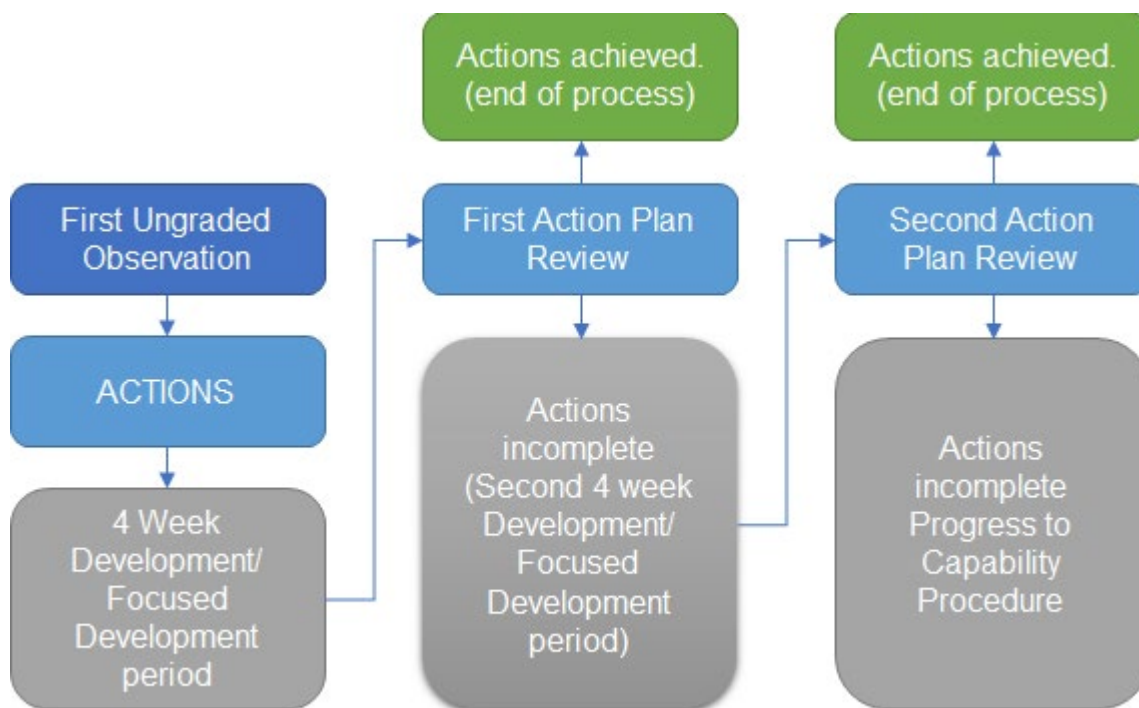 First Ungraded
Observation
ACTIONS
4 Week
Development/
Focused
Development
period
Actions achieved.
(end of process)
First Action Plan
Review
Actions
incomplete
(Second 4 week
Development/
Focused
Development
period)
Actions achieved.
(end of process)
Second Action
Plan Review
Actions
incomplete
Progress to
Capability
Procedure